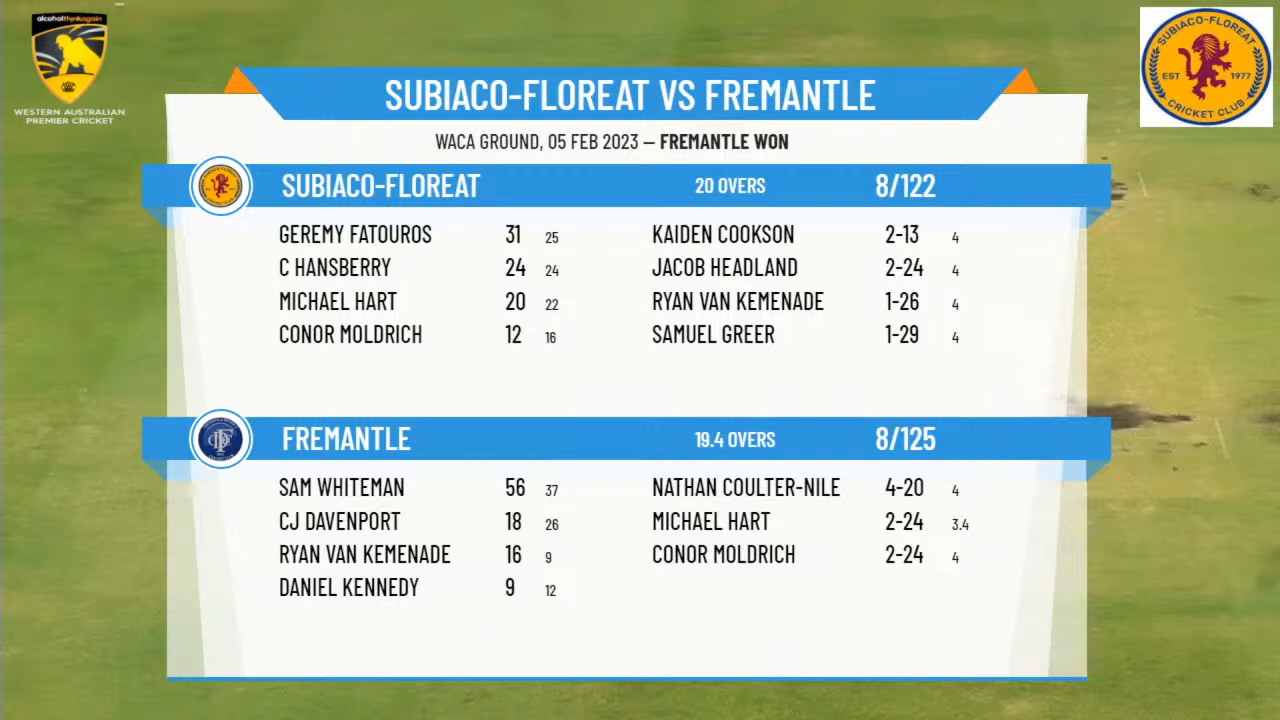 alcoholthinkagain
WESTERN AUSTRALIAN
PREMIER CRICKET
SUBIACO-FLOREAT
EST 1977
CRICKET CLUB
SUBIACO-FLOREAT VS FREMANTLE
WACA GROUND, 05 FEB 2023 – FREMANTLE WON
SUBIACO-FLOREAT 20 OVERS 8/122
GEREMY FATOUROS 31 25 KAIDEN COOKSON 2-13 4
C HANSBERRY 24 24 JACOB HEADLAND 2-24 4
MICHAEL HART 20 22 RYAN VAN KEMENADE 1-26 4
CONOR MOLDRICH 12 16 SAMUEL GREER 1-29 4
FREMANTLE 19.4 OVERS 8/125
SAM WHITEMAN 56 37 NATHAN COULTER-NILE 4-20 4
CJ DAVENPORT 18 26 MICHAEL HART 2-24 3.4
RYAN VAN KEMENADE 16 9 CONOR MOLDRICH 2-24 4
DANIEL KENNEDY 9 12